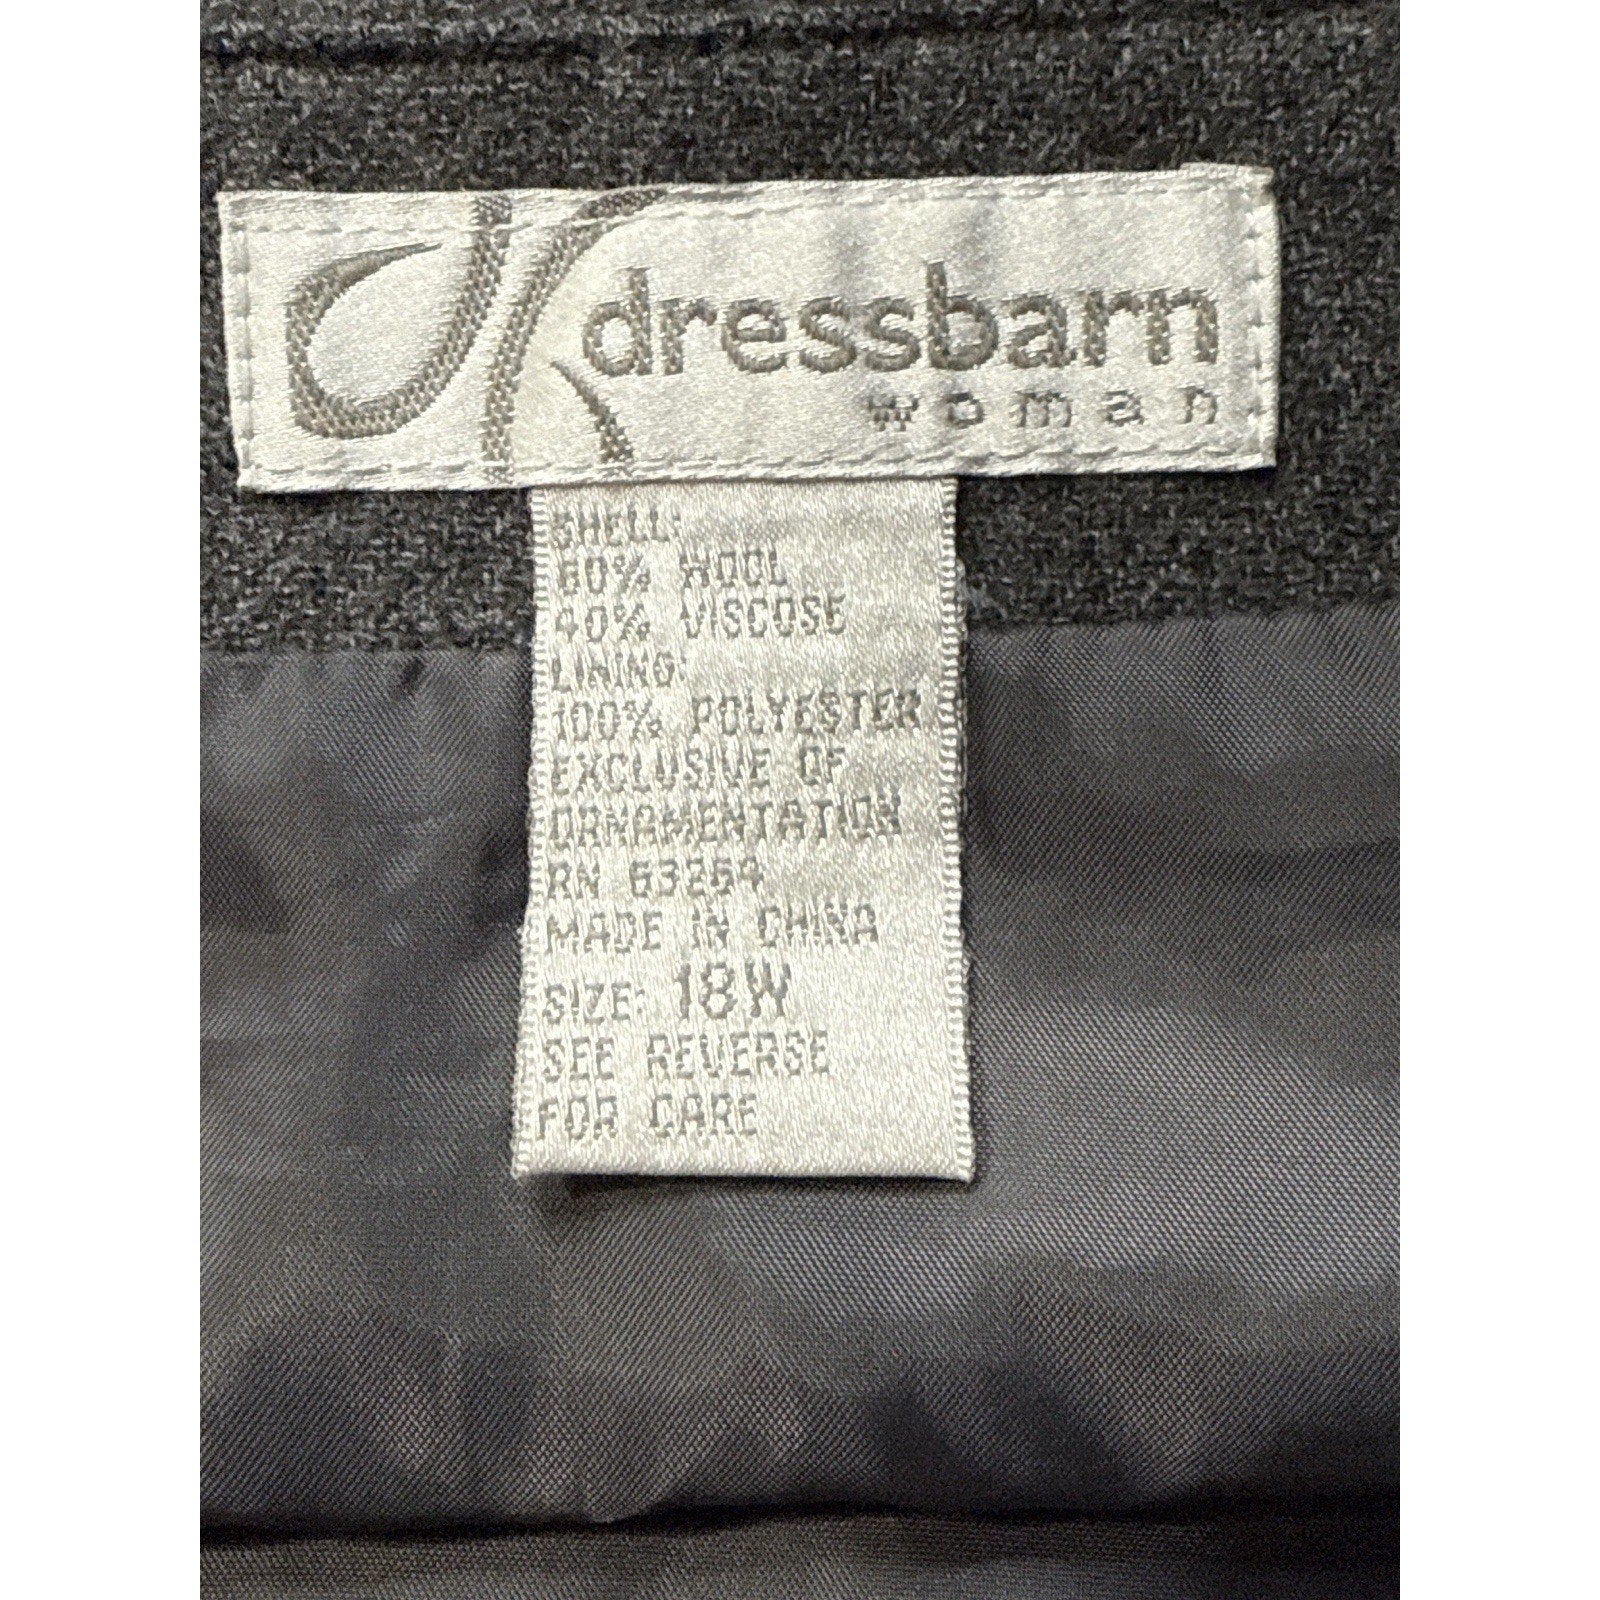 dressbarn
woman
SHELL:
60% WOOL
40% VISCOSE
LINING:
100% POLYESTER
EXCLUSIVE OF
ORNAMENTATION
RN 63264
MADE IN CHINA
SIZE: 18W
SEE REVERSE
FOR CARE